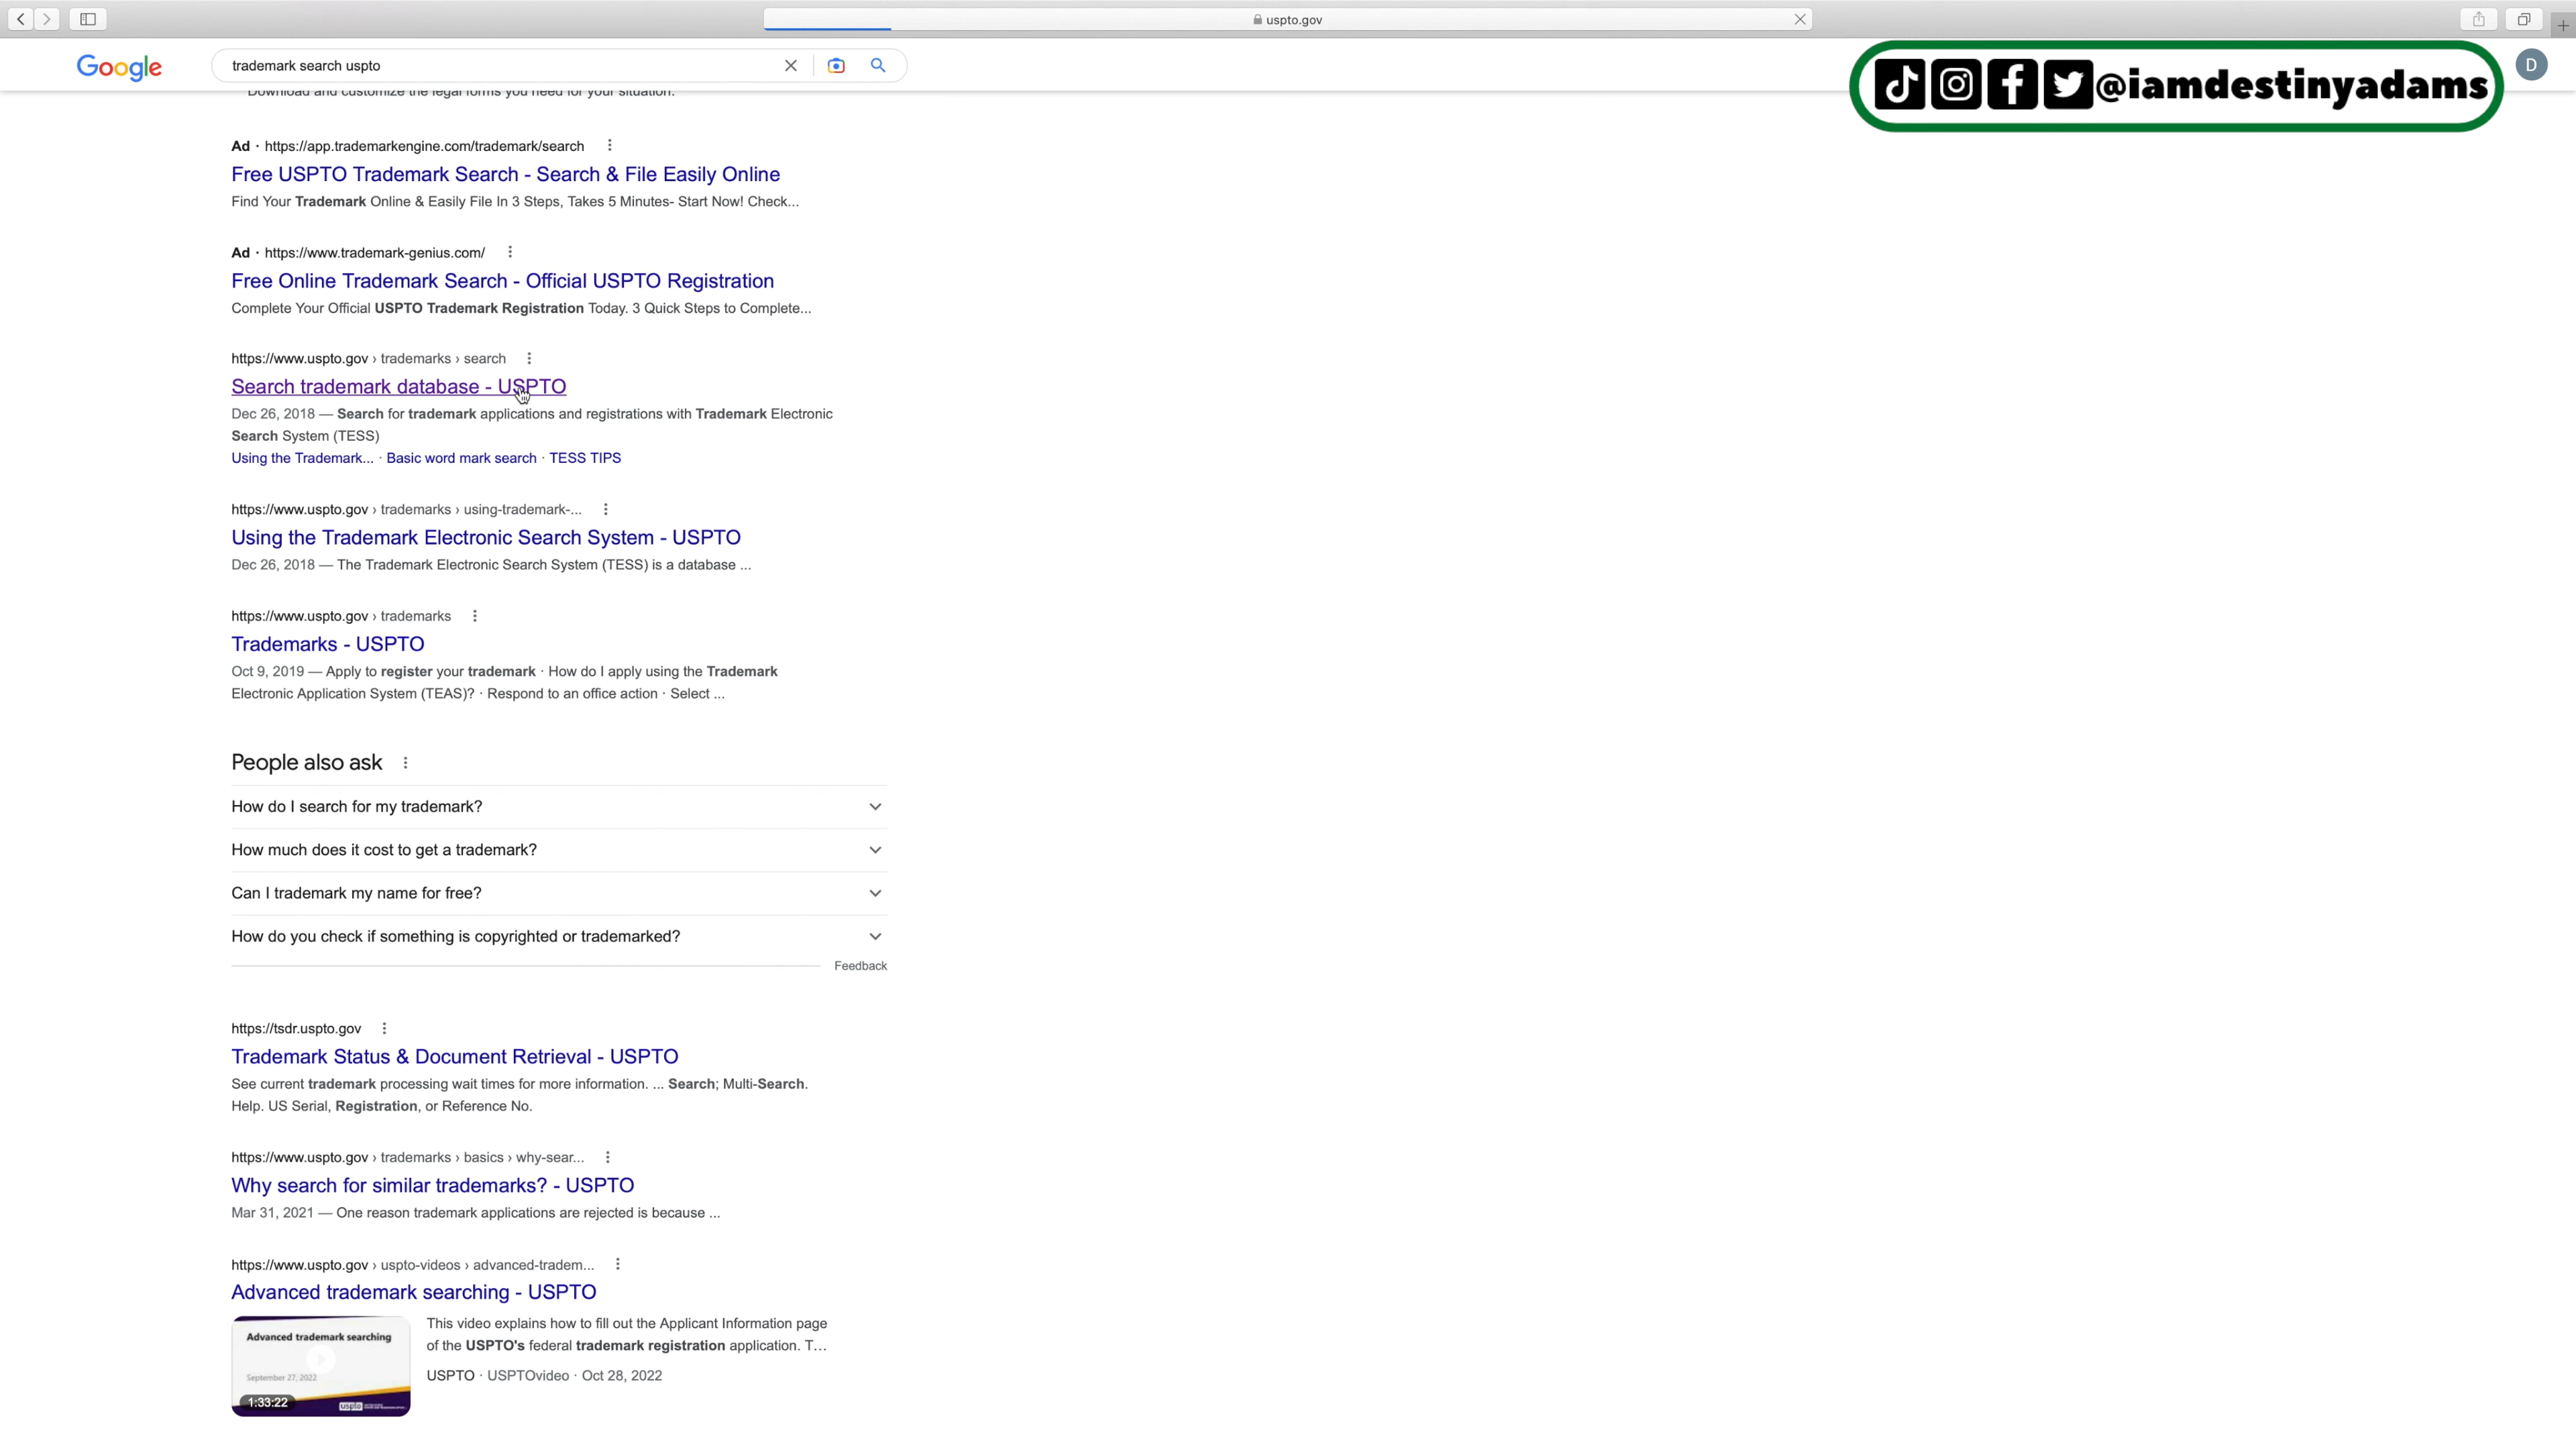 uspto.gov
Google
trademark search uspto
@iamdestinyadams
D
Download and customize the legal forms you need for your situation.
Ad · https://app.trademarkengine.com/trademark/search
Free USPTO Trademark Search - Search & File Easily Online
Find Your Trademark Online & Easily File In 3 Steps, Takes 5 Minutes- Start Now! Check...
Ad · https://www.trademark-genius.com/
Free Online Trademark Search - Official USPTO Registration
Complete Your Official USPTO Trademark Registration Today. 3 Quick Steps to Complete...
https://www.uspto.gov › trademarks › search
Search trademark database - USPTO
Dec 26, 2018 — Search for trademark applications and registrations with Trademark Electronic
Search System (TESS)
Using the Trademark... · Basic word mark search · TESS TIPS
https://www.uspto.gov › trademarks › using-trademark-...
Using the Trademark Electronic Search System - USPTO
Dec 26, 2018 — The Trademark Electronic Search System (TESS) is a database ...
https://www.uspto.gov › trademarks
Trademarks - USPTO
Oct 9, 2019 — Apply to register your trademark · How do I apply using the Trademark
Electronic Application System (TEAS)? · Respond to an office action · Select ...
People also ask
How do I search for my trademark?
How much does it cost to get a trademark?
Can I trademark my name for free?
How do you check if something is copyrighted or trademarked?
Feedback
https://tsdr.uspto.gov
Trademark Status & Document Retrieval - USPTO
See current trademark processing wait times for more information. ... Search; Multi-Search.
Help. US Serial, Registration, or Reference No.
https://www.uspto.gov › trademarks › basics › why-sear...
Why search for similar trademarks? - USPTO
Mar 31, 2021 — One reason trademark applications are rejected is because ...
https://www.uspto.gov › uspto-videos › advanced-tradem...
Advanced trademark searching - USPTO
Advanced trademark searching
September 27, 2022
1:33:22
uspto
This video explains how to fill out the Applicant Information page
of the USPTO's federal trademark registration application. T...
USPTO · USPTOvideo · Oct 28, 2022